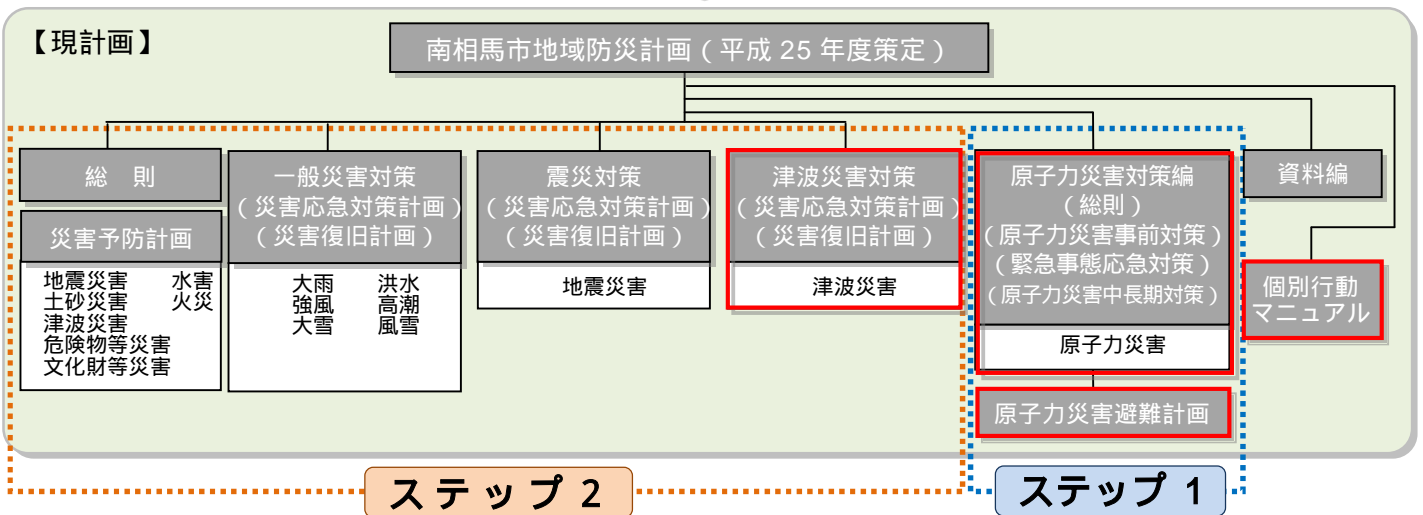 【現計画】
南相馬市地域防災計画（平成 25 年度策定）
総　則
災害予防計画
地震災害　水害
土砂災害　火災
津波災害
危険物等災害
文化財等災害
一般災害対策
（災害応急対策計画）
（災害復旧計画）
大雨　洪水
強風　高潮
大雪　風雪
震災対策
（災害応急対策計画）
（災害復旧計画）
地震災害
津波災害対策
（災害応急対策計画）
（災害復旧計画）
津波災害
原子力災害対策編
（総則）
（原子力災害事前対策）
（緊急事態応急対策）
（原子力災害中長期対策）
原子力災害
原子力災害避難計画
資料編
個別行動
マニュアル
ステップ 2
ステップ 1